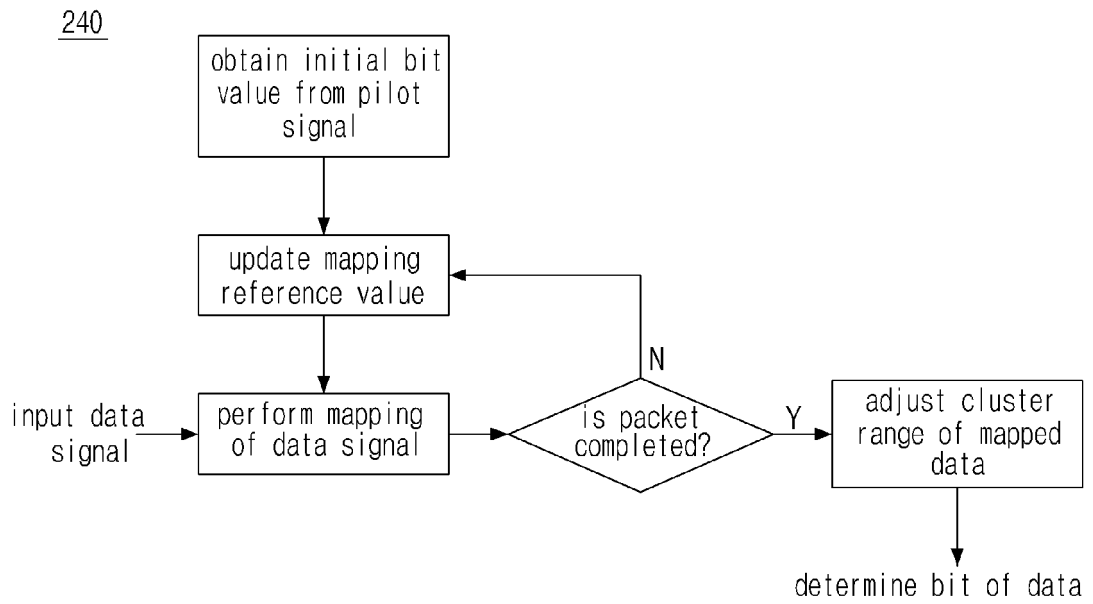 240
obtain initial bit
value from pilot
signal
update mapping
reference value
input data
signal
perform mapping
of data signal
is packet
completed?
N
Y
adjust cluster
range of mapped
data
determine bit of data